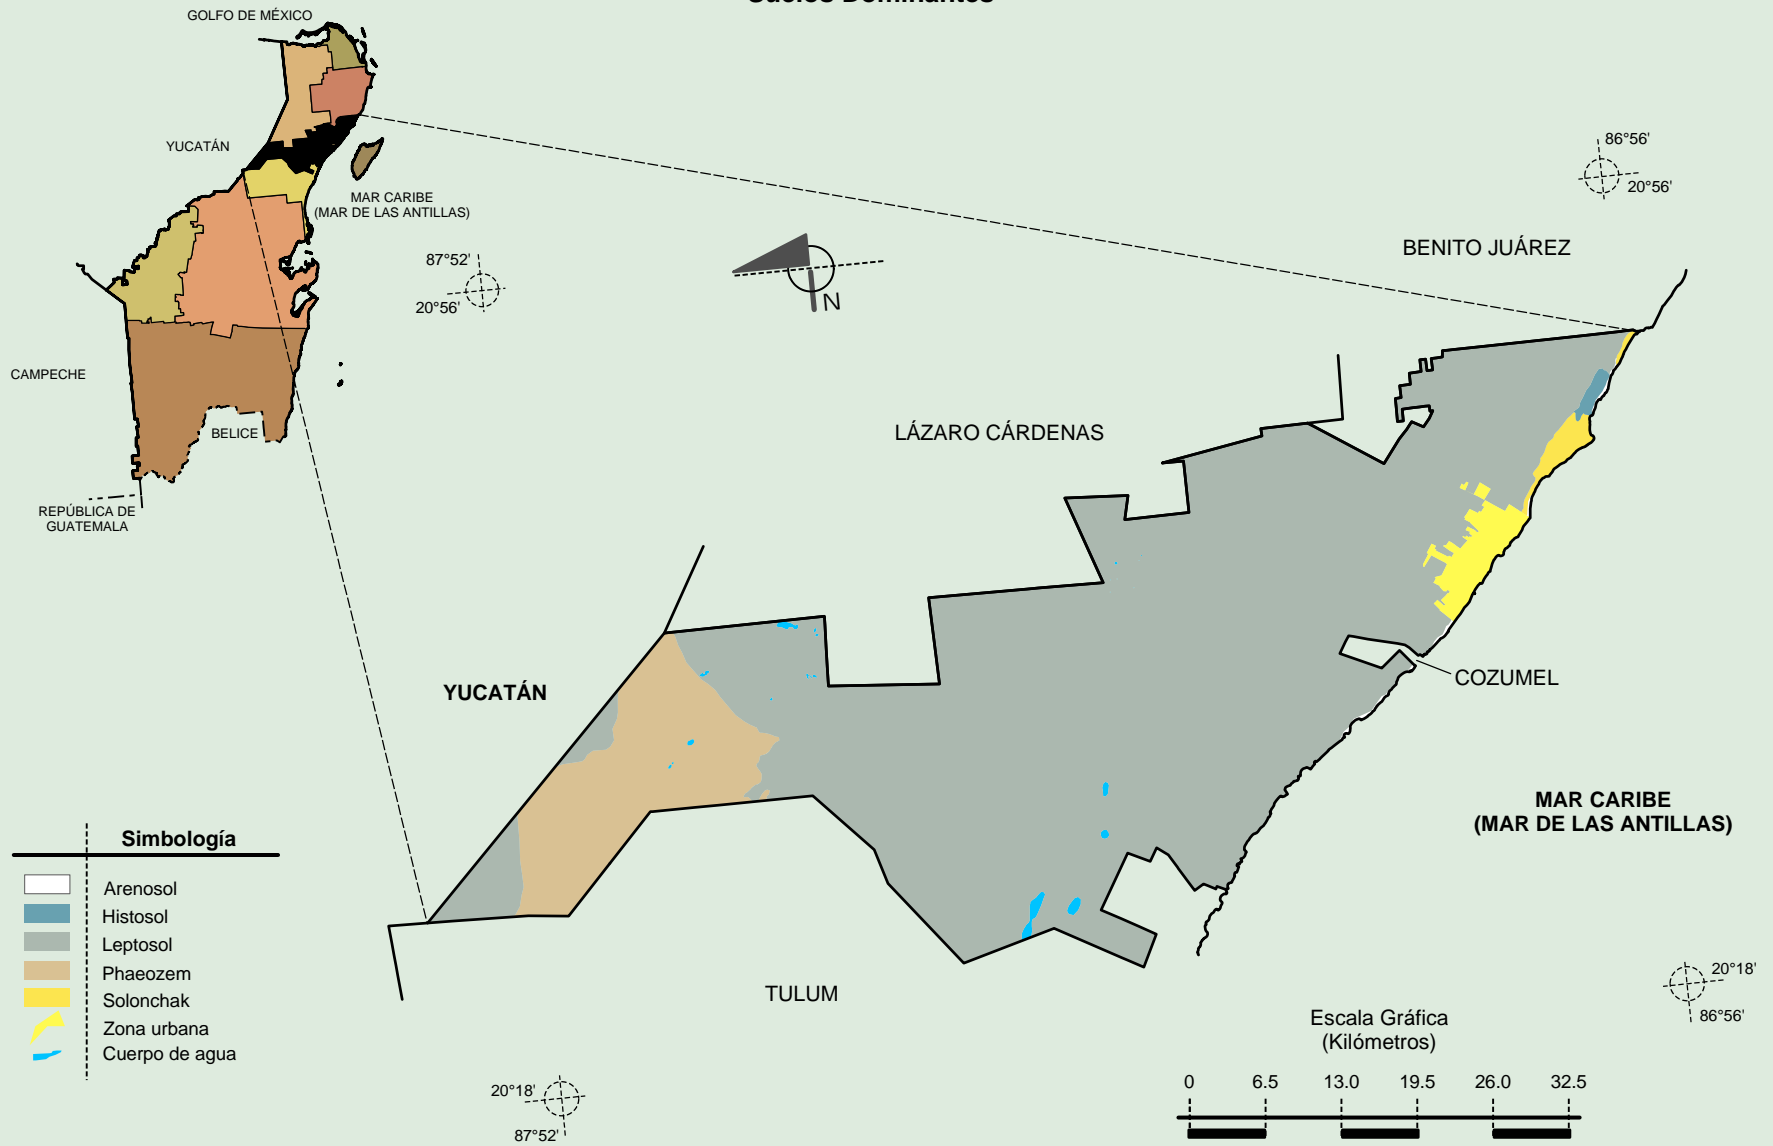 Suelos Dominantes
GOLFO DE MÉXICO
YUCATÁN
MAR CARIBE
(MAR DE LAS ANTILLAS)
CAMPECHE
BELICE
REPÚBLICA DE
GUATEMALA
87°52'
20°56'
N
86°56'
20°56'
BENITO JUÁREZ
LÁZARO CÁRDENAS
YUCATÁN
COZUMEL
MAR CARIBE
(MAR DE LAS ANTILLAS)
TULUM
Simbología
Arenosol
Histosol
Leptosol
Phaeozem
Solonchak
Zona urbana
Cuerpo de agua
20°18'
87°52'
20°18'
86°56'
Escala Gráfica
(Kilómetros)
0 6.5 13.0 19.5 26.0 32.5